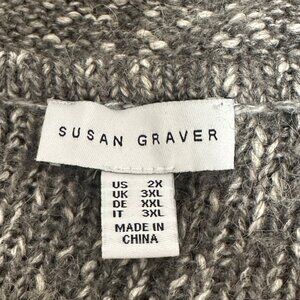 SUSAN GRAVER
US 2X
UK 3XL
DE XXL
IT 3XL
MADE IN
CHINA